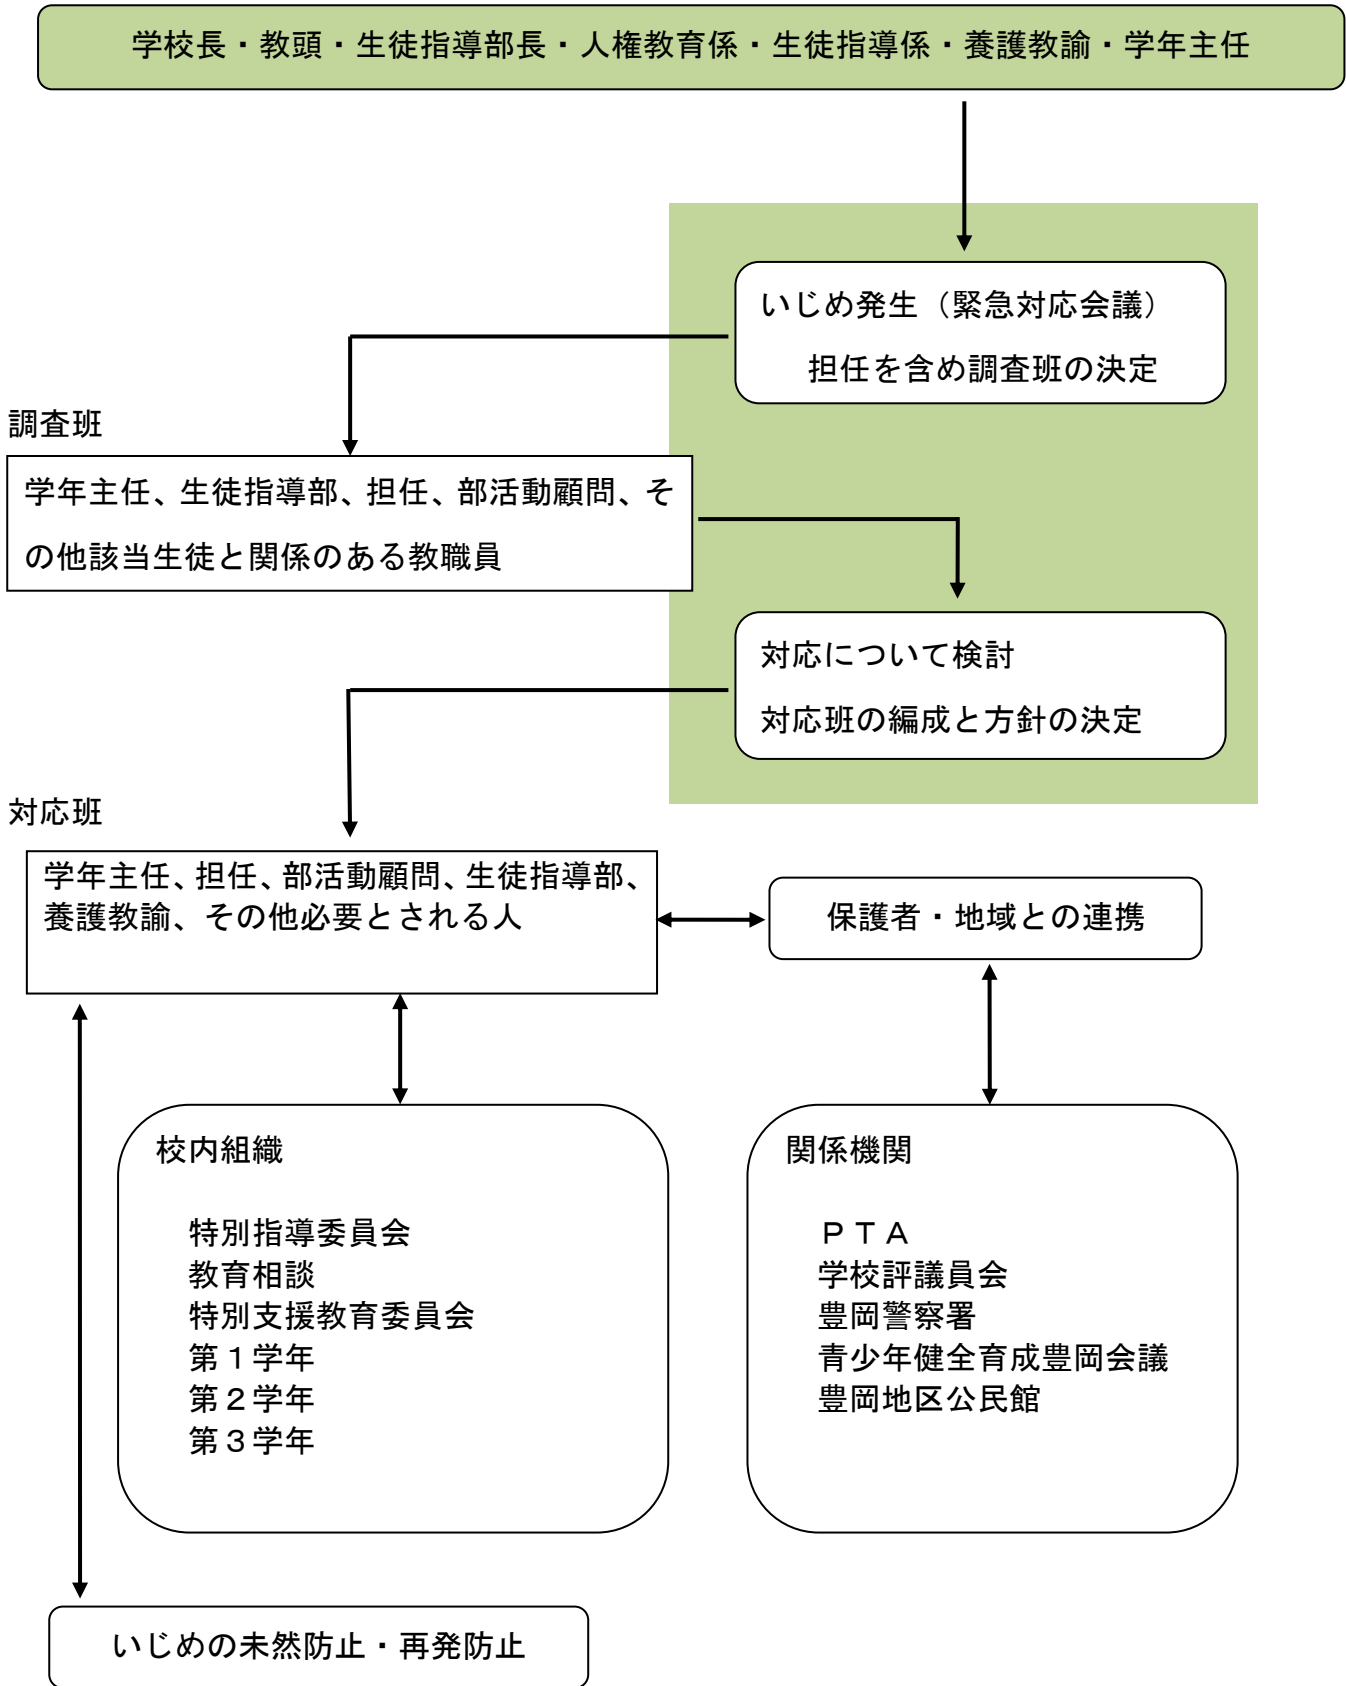 学校長・教頭・生徒指導部長・人権教育係・生徒指導係・養護教諭・学年主任
いじめ発生（緊急対応会議）
担任を含め調査班の決定
調査班
学年主任、生徒指導部、担任、部活動顧問、そ
の他該当生徒と関係のある教職員
対応について検討
対応班の編成と方針の決定
対応班
学年主任、担任、部活動顧問、生徒指導部、
養護教諭、その他必要とされる人
保護者・地域との連携
校内組織
特別指導委員会
教育相談
特別支援教育委員会
第１学年
第２学年
第３学年
関係機関
ＰＴＡ
学校評議員会
豊岡警察署
青少年健全育成豊岡会議
豊岡地区公民館
いじめの未然防止・再発防止